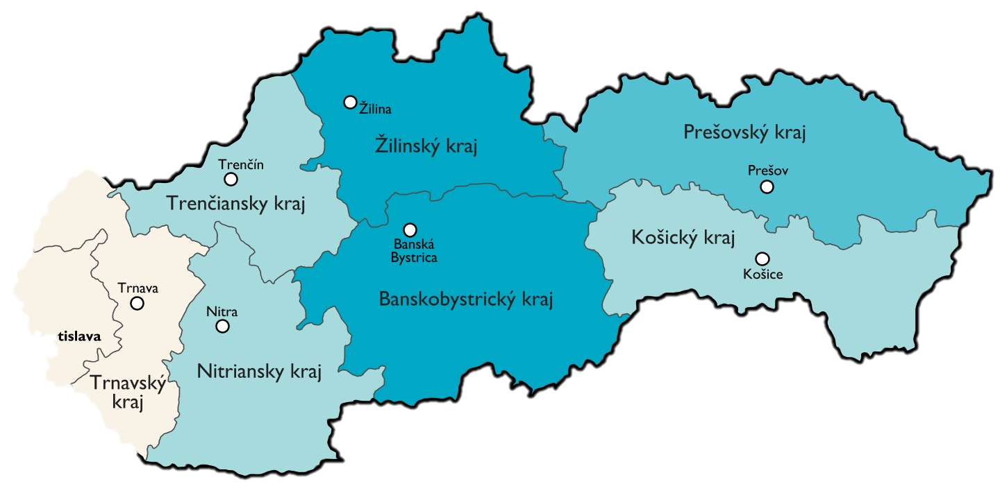 Žilina
Žilinský kraj
Prešovský kraj
Trenčín
Prešov
Trenčiansky kraj
Košický kraj
Banská
Bystrica
Košice
Trnava
Banskobystrický kraj
Nitra
tislava
Nitriansky kraj
Trnavský
kraj